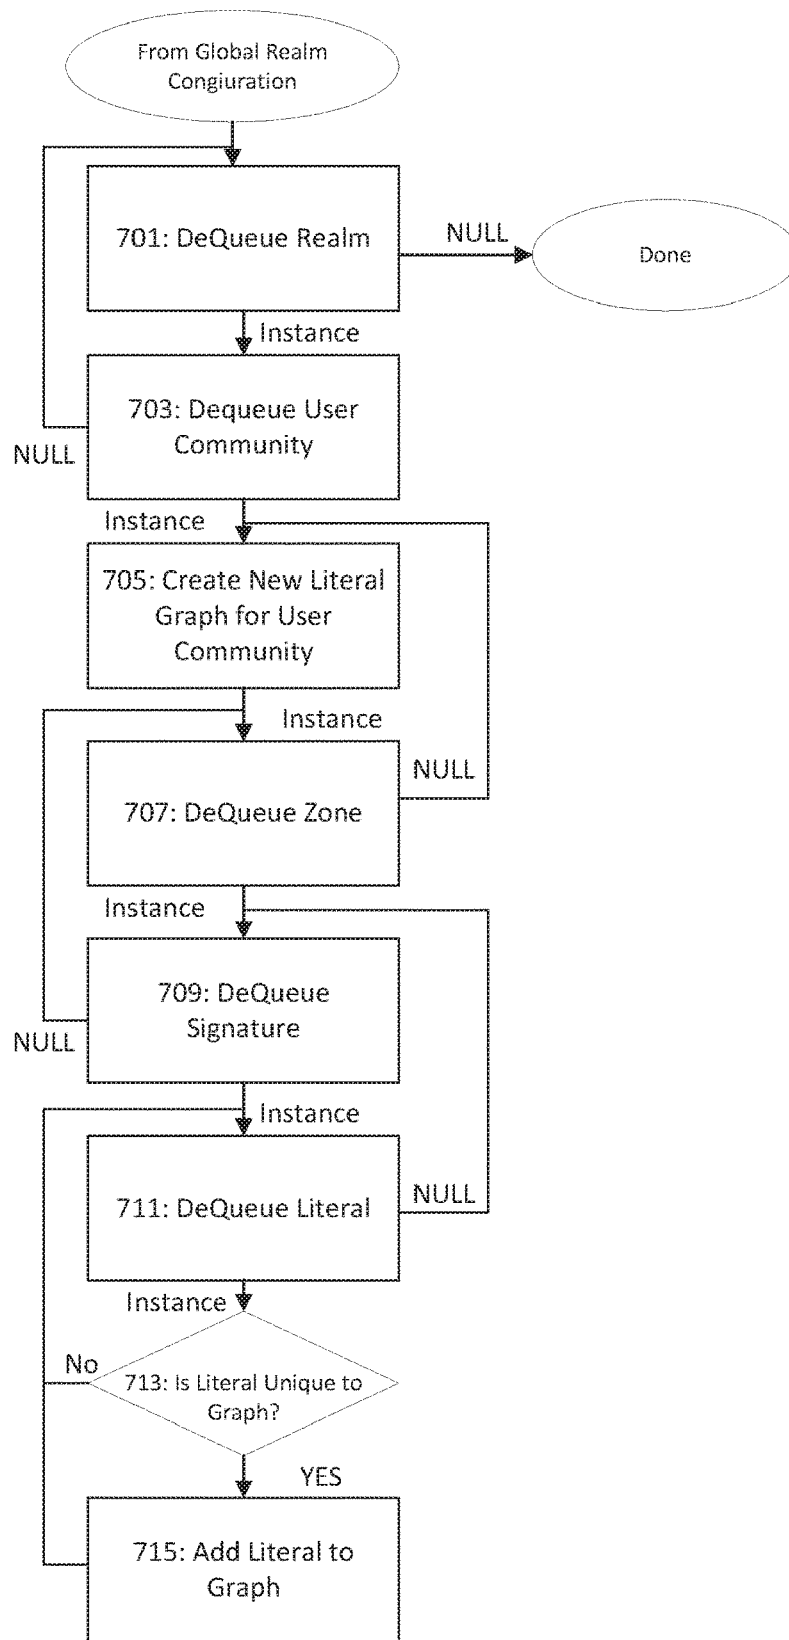 From Global Realm
Congiuration
701: DeQueue Realm
NULL
Done
Instance
703: Dequeue User
Community
NULL
Instance
705: Create New Literal
Graph for User
Community
Instance
707: DeQueue Zone
NULL
Instance
709: DeQueue
Signature
NULL
Instance
711: DeQueue Literal
NULL
Instance
No
713: Is Literal Unique to
Graph?
YES
715: Add Literal to
Graph